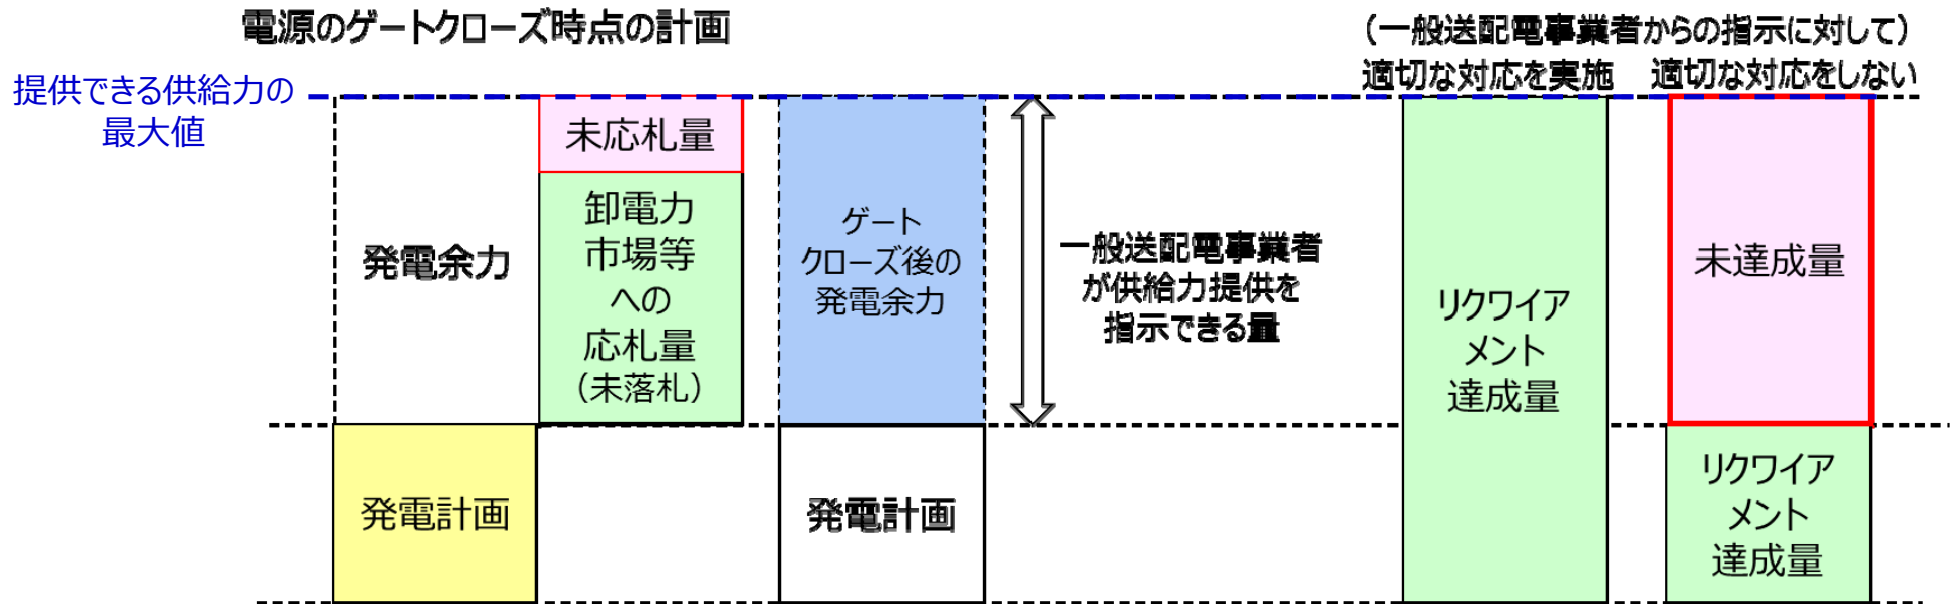 電源のゲートクローズ時点の計画
（一般送配電事業者からの指示に対して）
適切な対応を実施
適切な対応をしない
提供できる供給力の
最大値
発電余力
発電計画
未応札量
卸電力
市場等
への
応札量
（未落札）
ゲート
クローズ後の
発電余力
発電計画
一般送配電事業者
が供給力提供を
指示できる量
リクワイア
メント
達成量
未達成量
リクワイア
メント
達成量